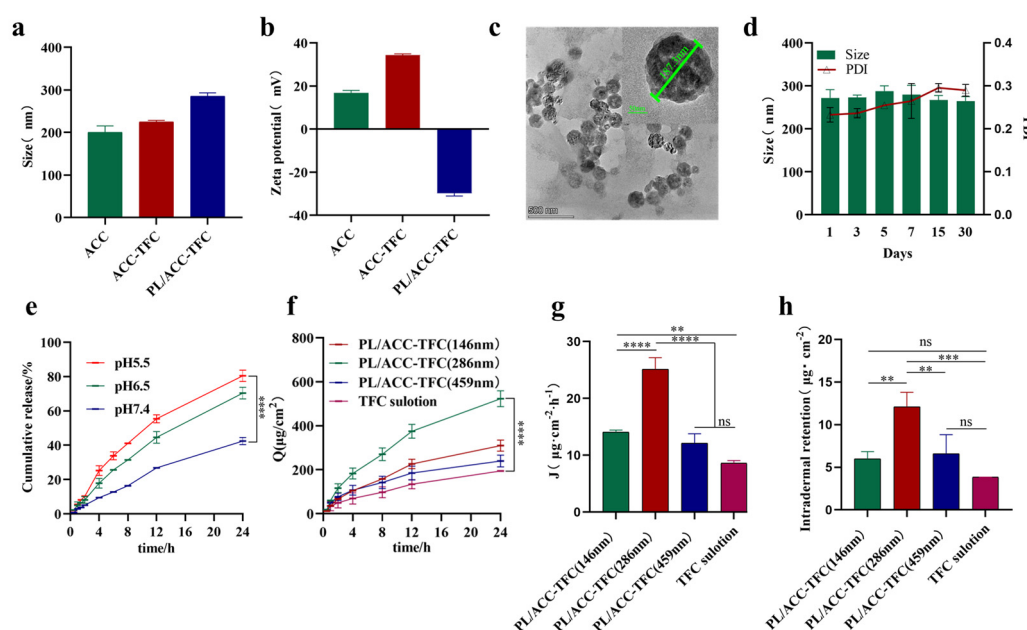 a
Size( nm)
400
300
200
100
0
ACC
ACC-TFC
PL/ACC-TFC
b
Zeta potential( mV)
40
20
0
-20
-40
ACC
ACC-TFC
PL/ACC-TFC
c
500 nm
d
Size
PDI
Size( nm)
400
300
200
100
0
0.4
0.3
0.2
0.1
0.0
1 3 5 7 15 30
Days
e
Cumulative release/%
100
90
80
70
60
50
40
30
20
10
0
pH5.5
pH6.5
pH7.4
****
0 4 8 12 16 20 24
time/h
f
Q(μg/cm²)
800
600
400
200
0
PL/ACC-TFC(146nm)
PL/ACC-TFC(286nm)
PL/ACC-TFC(459nm)
TFC sulotion
****
0 4 8 12 16 20 24
time/h
g
J( μg·cm⁻²·h⁻¹)
30
20
10
0
**
**** ****
ns
PL/ACC-TFC(146nm)
PL/ACC-TFC(286nm)
PL/ACC-TFC(459nm)
TFC sulotion
h
Intradermal retention( μg· cm⁻²)
20
15
10
5
0
ns
***
** **
ns
PL/ACC-TFC(146nm)
PL/ACC-TFC(286nm)
PL/ACC-TFC(459nm)
TFC sulotion